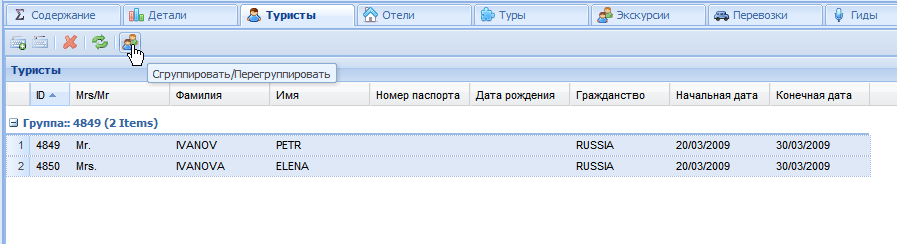 Содержание Детали Туристы Отели Туры Экскурсии Перевозки Гиды
Сгруппировать/Перегруппировать
Туристы
ID Mrs/Mr Фамилия Имя Номер паспорта Дата рождения Гражданство Начальная дата Конечная дата
Группа:: 4849 (2 Items)
1 4849 Mr. IVANOV PETR RUSSIA 20/03/2009 30/03/2009
2 4850 Mrs. IVANOVA ELENA RUSSIA 20/03/2009 30/03/2009